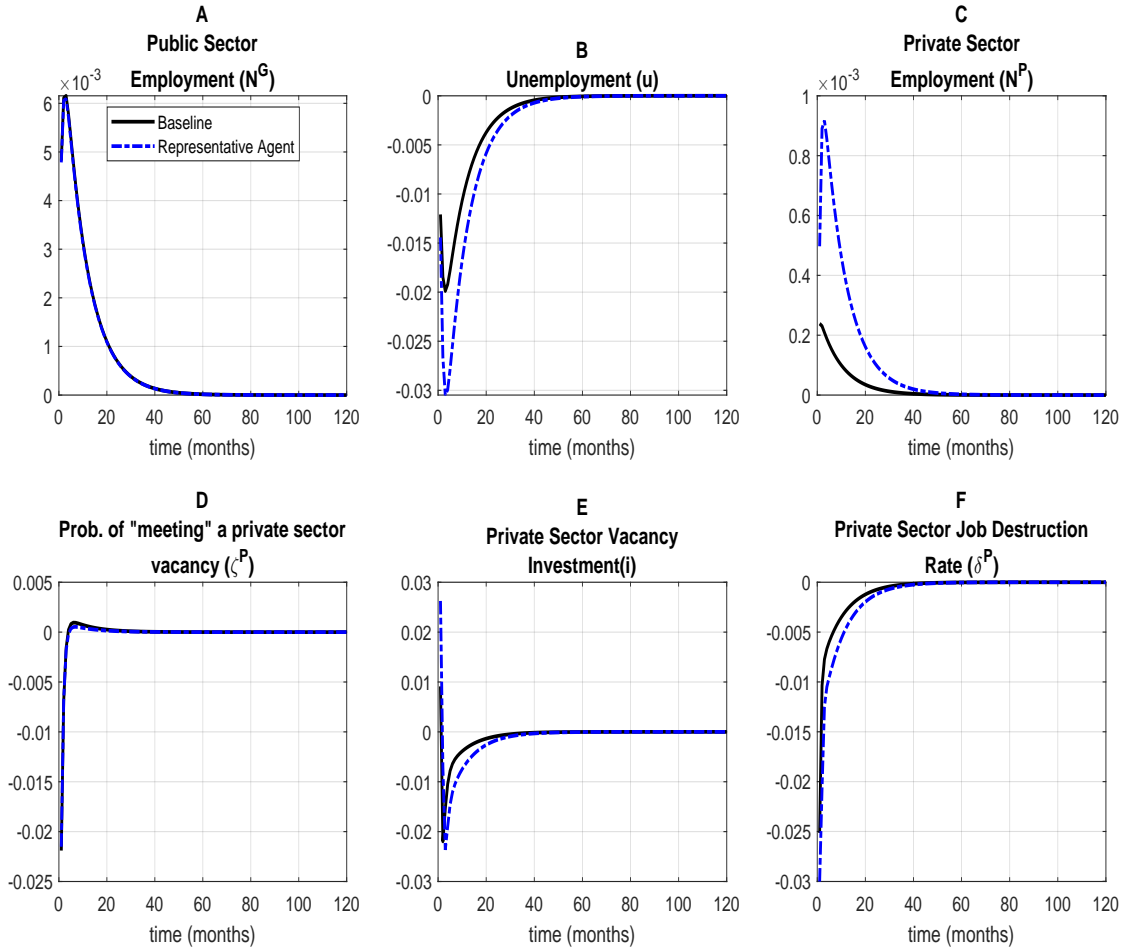 A
Public Sector
Employment (N^G)
×10^-3
6
5
4
3
2
1
0
0 20 40 60 80 100 120
time (months)
Baseline
Representative Agent
B
Unemployment (u)
0
-0.005
-0.01
-0.015
-0.02
-0.025
-0.03
0 20 40 60 80 100 120
time (months)
C
Private Sector
Employment (N^P)
×10^-3
1
0.8
0.6
0.4
0.2
0
0 20 40 60 80 100 120
time (months)
D
Prob. of "meeting" a private sector
vacancy (ζ^P)
0.005
0
-0.005
-0.01
-0.015
-0.02
-0.025
0 20 40 60 80 100 120
time (months)
E
Private Sector Vacancy
Investment(i)
0.03
0.02
0.01
0
-0.01
-0.02
-0.03
0 20 40 60 80 100 120
time (months)
F
Private Sector Job Destruction
Rate (δ^P)
0
-0.005
-0.01
-0.015
-0.02
-0.025
-0.03
0 20 40 60 80 100 120
time (months)